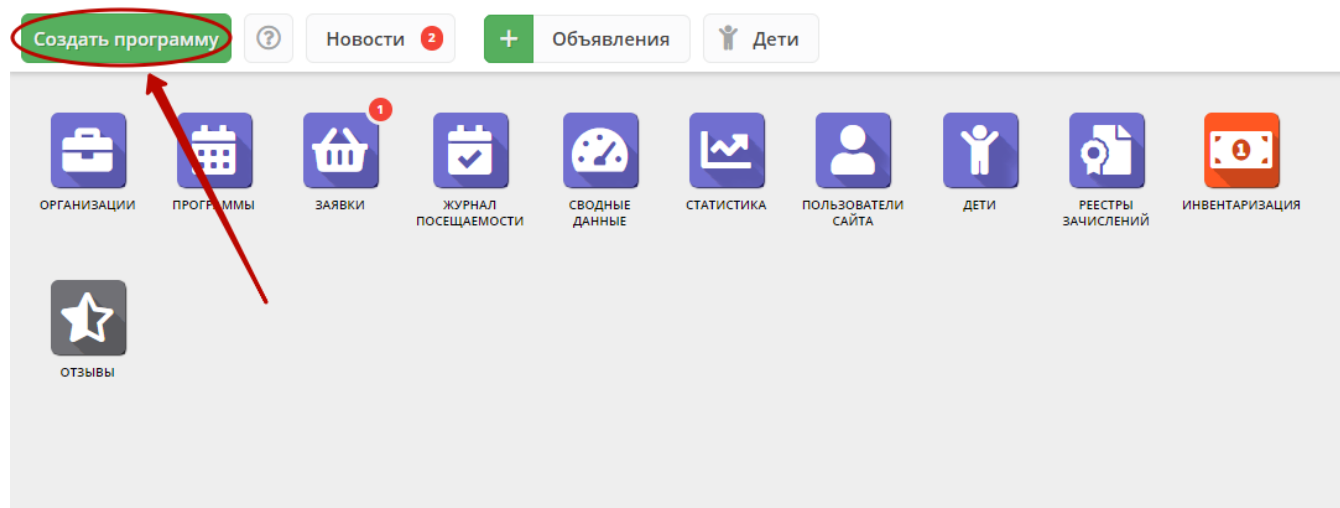 Создать программу
?
Новости 2
+ Объявления
Дети
1
ОРГАНИЗАЦИИ
ПРОГРАММЫ
ЗАЯВКИ
ЖУРНАЛ
ПОСЕЩАЕМОСТИ
СВОДНЫЕ
ДАННЫЕ
СТАТИСТИКА
ПОЛЬЗОВАТЕЛИ
САЙТА
ДЕТИ
РЕЕСТРЫ
ЗАЧИСЛЕНИЙ
1
ИНВЕНТАРИЗАЦИЯ
ОТЗЫВЫ